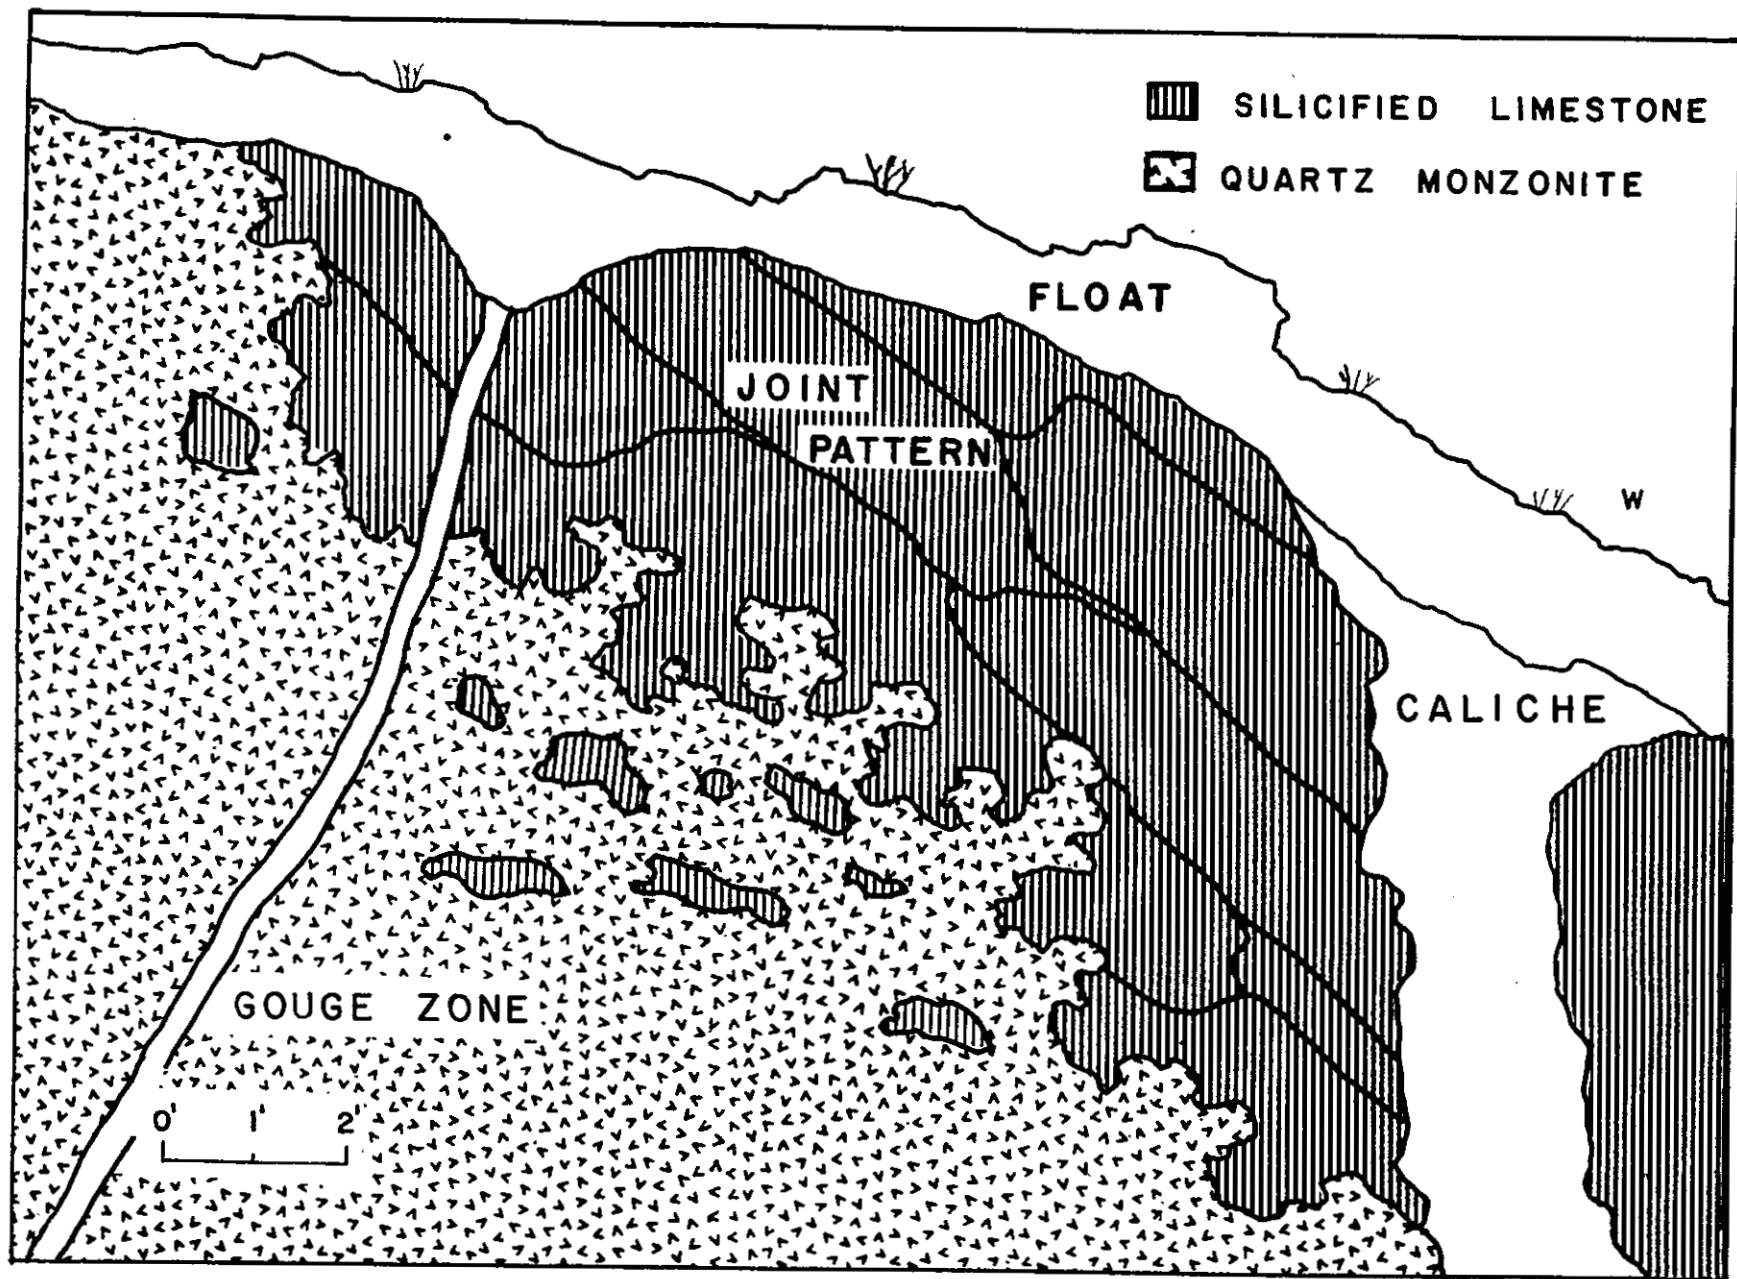 SILICIFIED LIMESTONE
QUARTZ MONZONITE
FLOAT
JOINT
PATTERN
W
CALICHE
GOUGE ZONE
0' 1' 2'